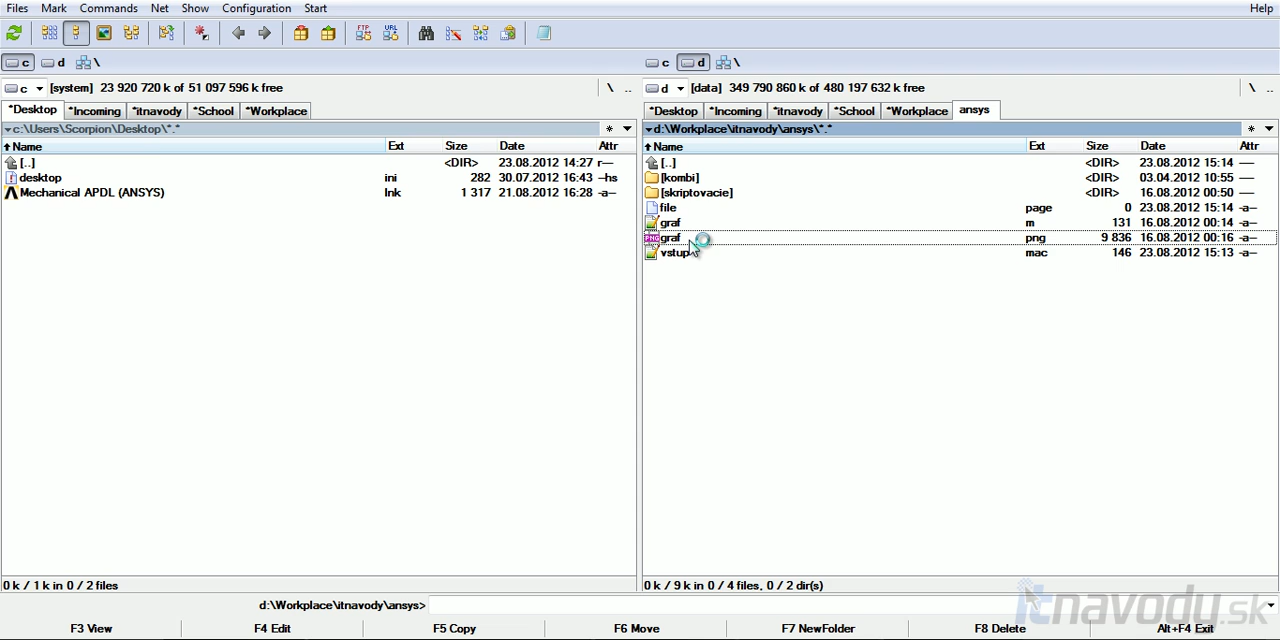 Files Mark Commands Net Show Configuration Start Help
FTP URL
c d \ c d \
c [system] 23 920 720 k of 51 097 596 k free \ .. d [data] 349 790 860 k of 480 197 632 k free \ ..
*Desktop *Incoming *itnavody *School *Workplace *Desktop *Incoming *itnavody *School *Workplace ansys
c:\Users\Scorpion\Desktop\*.* * d:\Workplace\itnavody\ansys\*.* *
Name Ext Size Date Attr Name Ext Size Date Attr
[..] <DIR> 23.08.2012 14:27 r-- [..] <DIR> 23.08.2012 15:14 ---
desktop ini 282 30.07.2012 16:43 --hs [kombi] <DIR> 03.04.2012 10:55 ---
Mechanical APDL (ANSYS) lnk 1 317 21.08.2012 16:28 -a-- [skriptovacie] <DIR> 16.08.2012 00:50 ---
file page 0 23.08.2012 15:14 -a--
graf m 131 16.08.2012 00:14 -a--
PNG graf png 9 836 16.08.2012 00:16 -a--
vstup mac 146 23.08.2012 15:13 -a--
0 k / 1 k in 0 / 2 files 0 k / 9 k in 0 / 4 files, 0 / 2 dir(s)
d:\Workplace\itnavody\ansys>
itnavody.sk
F3 View F4 Edit F5 Copy F6 Move F7 NewFolder F8 Delete Alt+F4 Exit